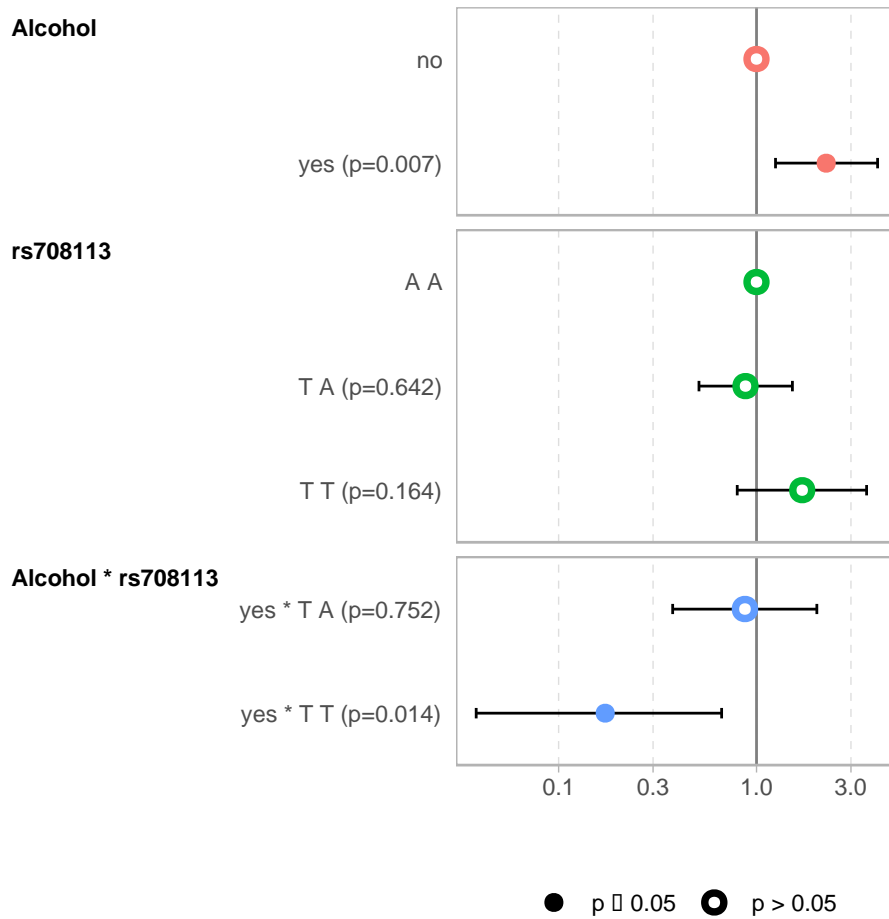 Alcohol
no
yes (p=0.007)
rs708113
A A
T A (p=0.642)
T T (p=0.164)
Alcohol * rs708113
yes * T A (p=0.752)
yes * T T (p=0.014)
0.1 0.3 1.0 3.0
p ▯ 0.05 p > 0.05